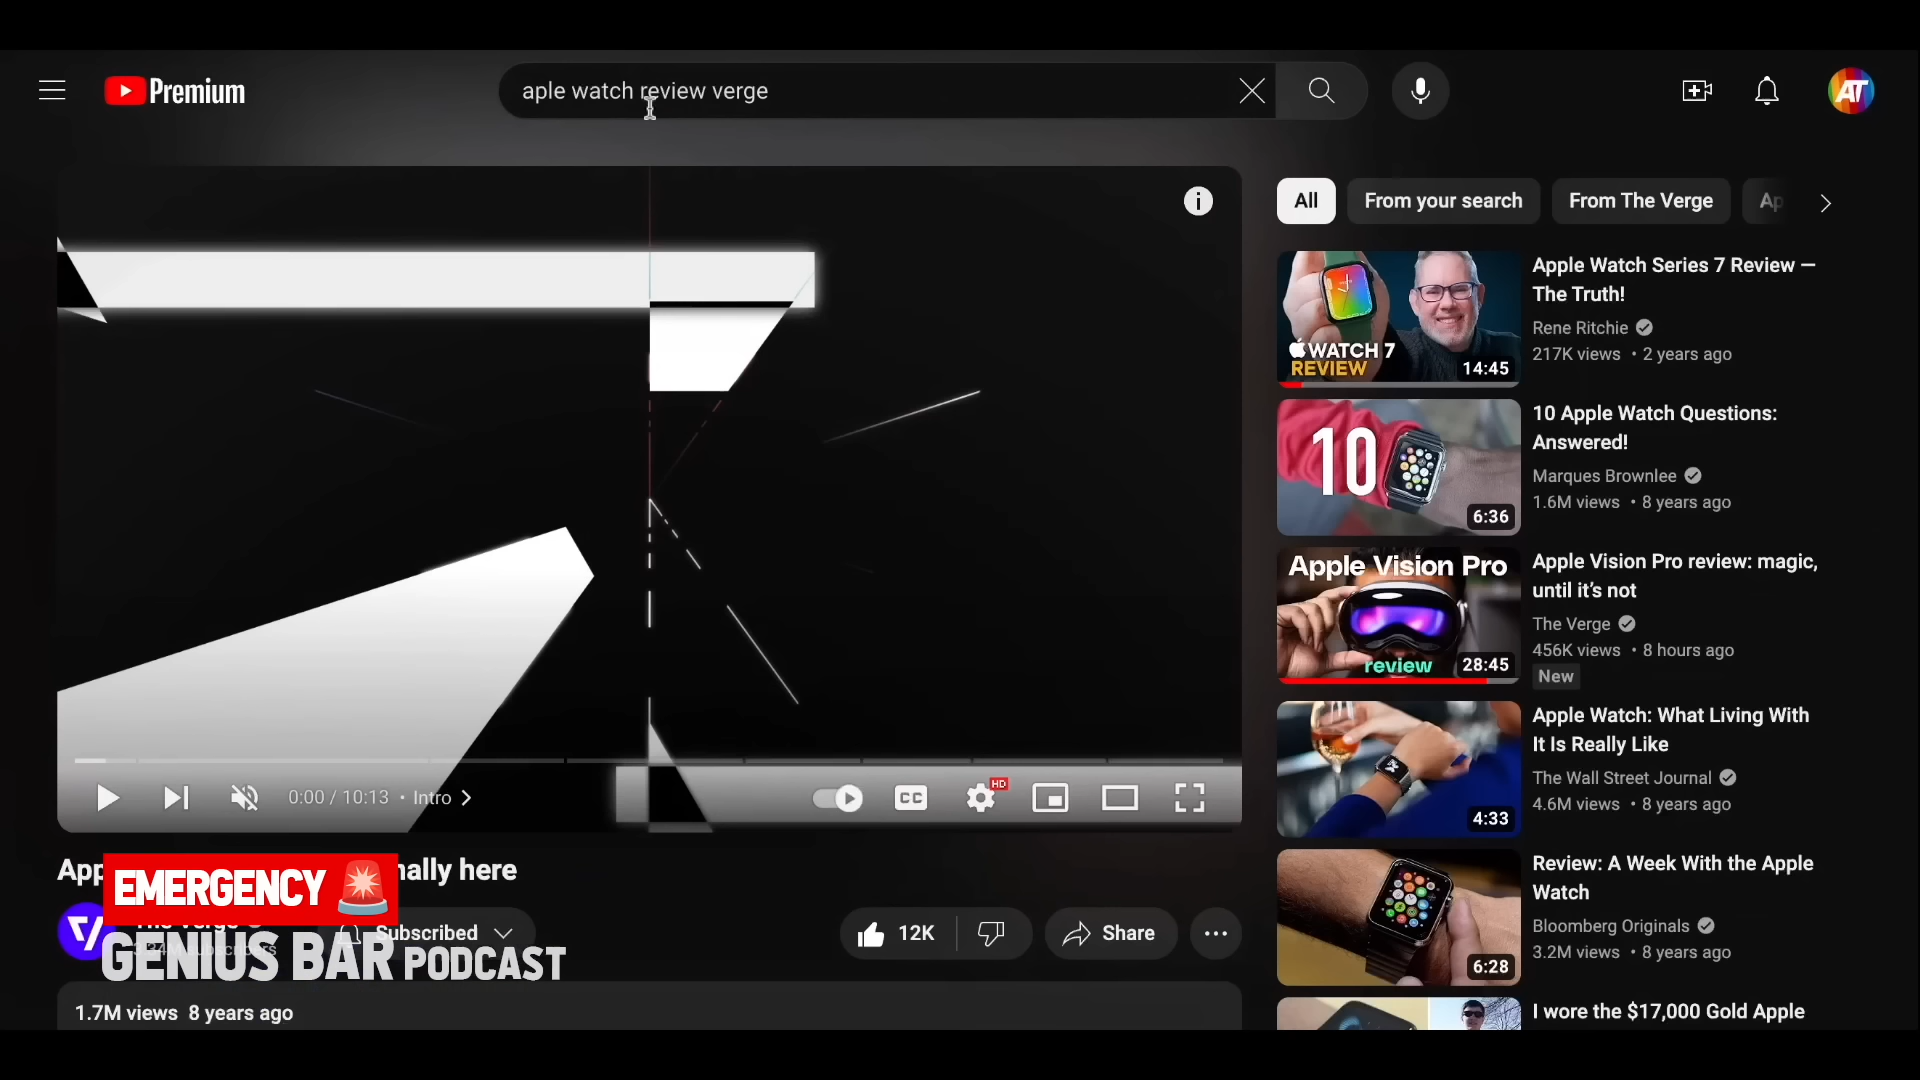 Premium
aple watch review verge
AT
All
From your search
From The Verge
Ap
WATCH 7
REVIEW
14:45
Apple Watch Series 7 Review —
The Truth!
Rene Ritchie
217K views • 2 years ago
10
6:36
10 Apple Watch Questions:
Answered!
Marques Brownlee
1.6M views • 8 years ago
Apple Vision Pro
review
28:45
Apple Vision Pro review: magic,
until it's not
The Verge
456K views • 8 hours ago
New
4:33
Apple Watch: What Living With
It Is Really Like
The Wall Street Journal
4.6M views • 8 years ago
6:28
Review: A Week With the Apple
Watch
Bloomberg Originals
3.2M views • 8 years ago
I wore the $17,000 Gold Apple
0:00 / 10:13 • Intro
CC
HD
App
nally here
EMERGENCY
Subscribed
12K
Share
GENIUS BAR PODCAST
1.7M views 8 years ago